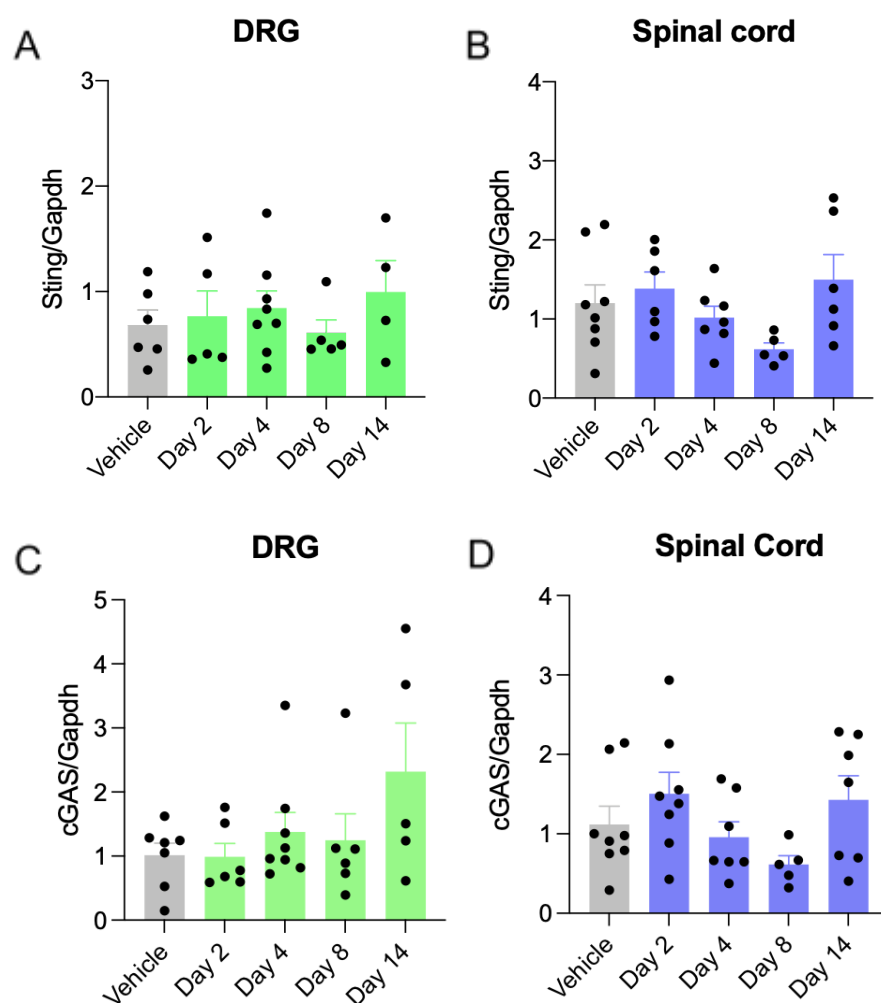 A
DRG
Sting/Gapdh
3
2
1
0
Vehicle
Day 2
Day 4
Day 8
Day 14
B
Spinal cord
Sting/Gapdh
4
3
2
1
0
Vehicle
Day 2
Day 4
Day 8
Day 14
C
DRG
cGAS/Gapdh
5
4
3
2
1
0
Vehicle
Day 2
Day 4
Day 8
Day 14
D
Spinal Cord
cGAS/Gapdh
4
3
2
1
0
Vehicle
Day 2
Day 4
Day 8
Day 14